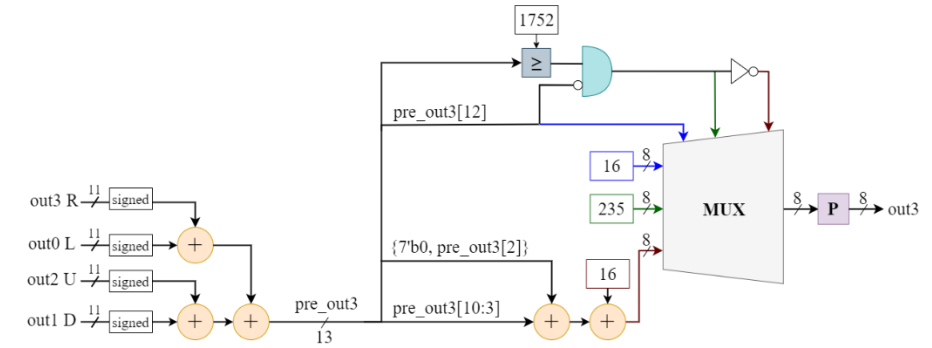 1752
≥
pre_out3[12]
16
8
235
8
MUX
8
P
8
out3
8
out3 R
11
signed
out0 L
11
signed
out2 U
11
signed
out1 D
11
signed
+
+
+
+
pre_out3
13
{7'b0, pre_out3[2]}
pre_out3[10:3]
16
+
+